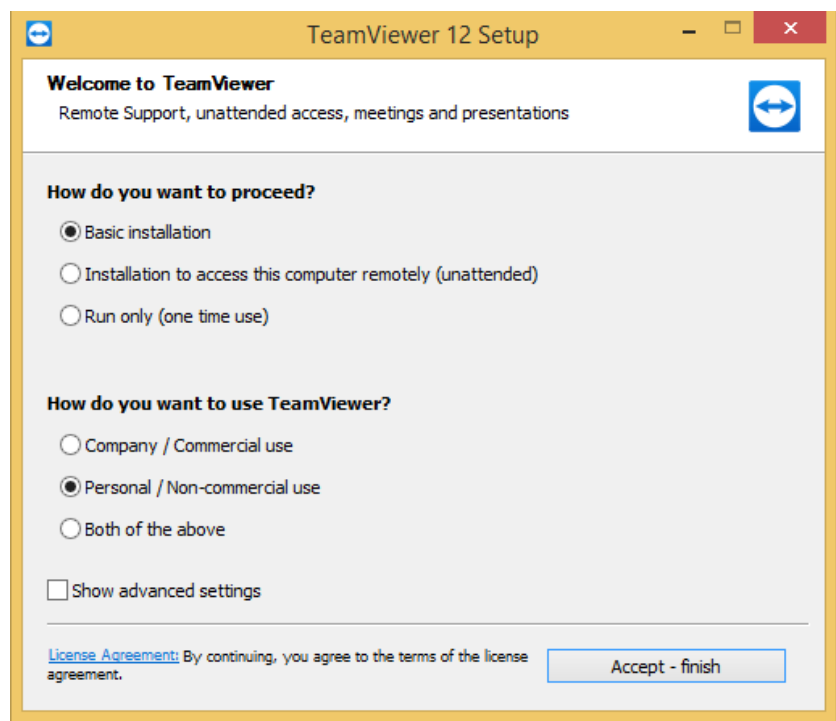 TeamViewer 12 Setup
Welcome to TeamViewer
Remote Support, unattended access, meetings and presentations
How do you want to proceed?
Basic installation
Installation to access this computer remotely (unattended)
Run only (one time use)
How do you want to use TeamViewer?
Company / Commercial use
Personal / Non-commercial use
Both of the above
Show advanced settings
License Agreement: By continuing, you agree to the terms of the license
agreement.
Accept - finish